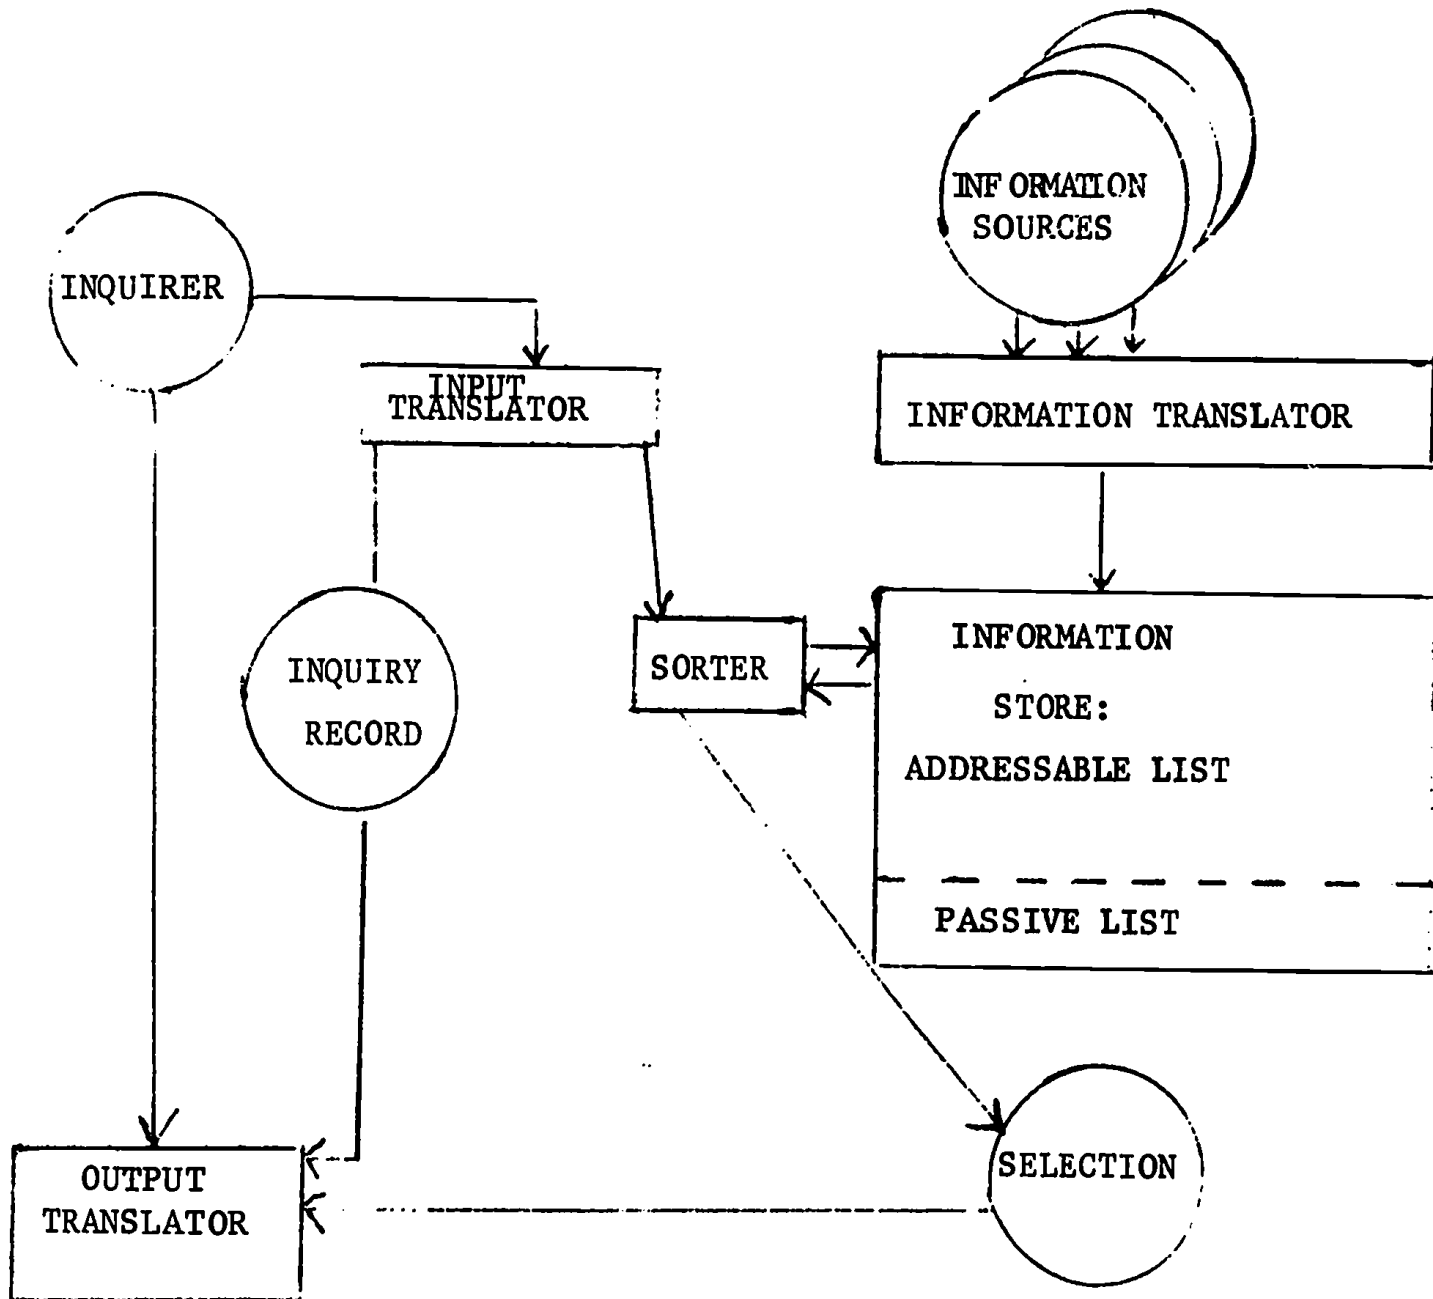 INFORMATION
SOURCES
INQUIRER
INPUT
TRANSLATOR
INFORMATION TRANSLATOR
INFORMATION
STORE:
ADDRESSABLE LIST
PASSIVE LIST
SORTER
INQUIRY
RECORD
SELECTION
OUTPUT
TRANSLATOR